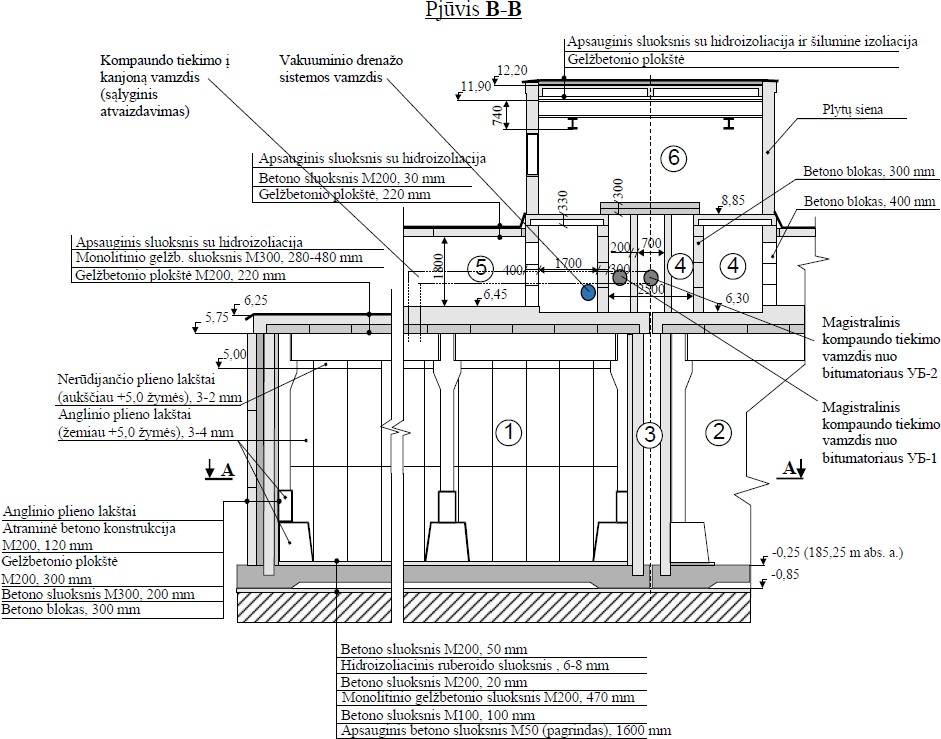 Pjūvis B-B
Apsauginis sluoksnis su hidroizoliacija ir šilumine izoliacija
Gelžbetonio plokštė
Kompaundo tiekimo į
kanjoną vamzdis
(sąlyginis
atvaizdavimas)
Vakuuminio drenažo
sistemos vamzdis
12,20
11,90
740
Plytų siena
6
Apsauginis sluoksnis su hidroizoliacija
Betono sluoksnis M200, 30 mm
Gelžbetonio plokštė, 220 mm
Betono blokas, 300 mm
Betono blokas, 400 mm
330
300
8,85
Apsauginis sluoksnis su hidroizoliacija
Monolitinio gelžb. sluoksnis M300, 280-480 mm
Gelžbetonio plokštė M200, 220 mm
1800
5
400
1700
300
200
700
4
4
2500
6,45
6,30
6,25
5,75
5,00
Magistralinis
kompaundo tiekimo
vamzdis nuo
bitumatoriaus УБ-2
Nerūdijančio plieno lakštai
(aukščiau +5,0 žymės), 3-2 mm
Anglinio plieno lakštai
(žemiau +5,0 žymės), 3-4 mm
Magistralinis
kompaundo tiekimo
vamzdis nuo
bitumatoriaus УБ-1
1
3
2
A
A
Anglinio plieno lakštai
Atraminė betono konstrukcija
M200, 120 mm
Gelžbetonio plokštė
M200, 300 mm
Betono sluoksnis M300, 200 mm
Betono blokas, 300 mm
-0,25 (185,25 m abs. a.)
-0,85
Betono sluoksnis M200, 50 mm
Hidroizoliacinis ruberoido sluoksnis , 6-8 mm
Betono sluoksnis M200, 20 mm
Monolitinio gelžbetonio sluoksnis M200, 470 mm
Betono sluoksnis M100, 100 mm
Apsauginis betono sluoksnis M50 (pagrindas), 1600 mm